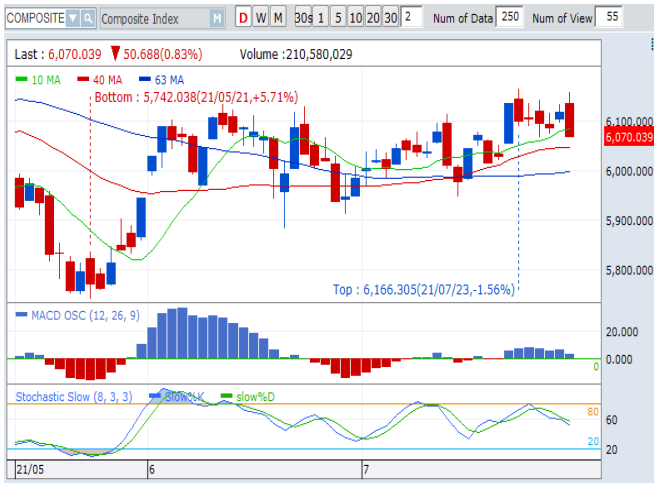 COMPOSITE Composite Index M D W M 30s 1 5 10 20 30 2 Num of Data 250 Num of View 55
Last : 6,070.039 ▼ 50.688(0.83%) Volume :210,580,029
10 MA 40 MA 63 MA
Bottom : 5,742.038(21/05/21,+5.71%)
6,100.000
6,070.039
6,000.000
5,900.000
5,800.000
Top : 6,166.305(21/07/23,-1.56%)
MACD OSC (12, 26, 9)
20.000
0.000
0
Stochastic Slow (8, 3, 3) slow%K slow%D
80
60
20
20
21/05 6 7